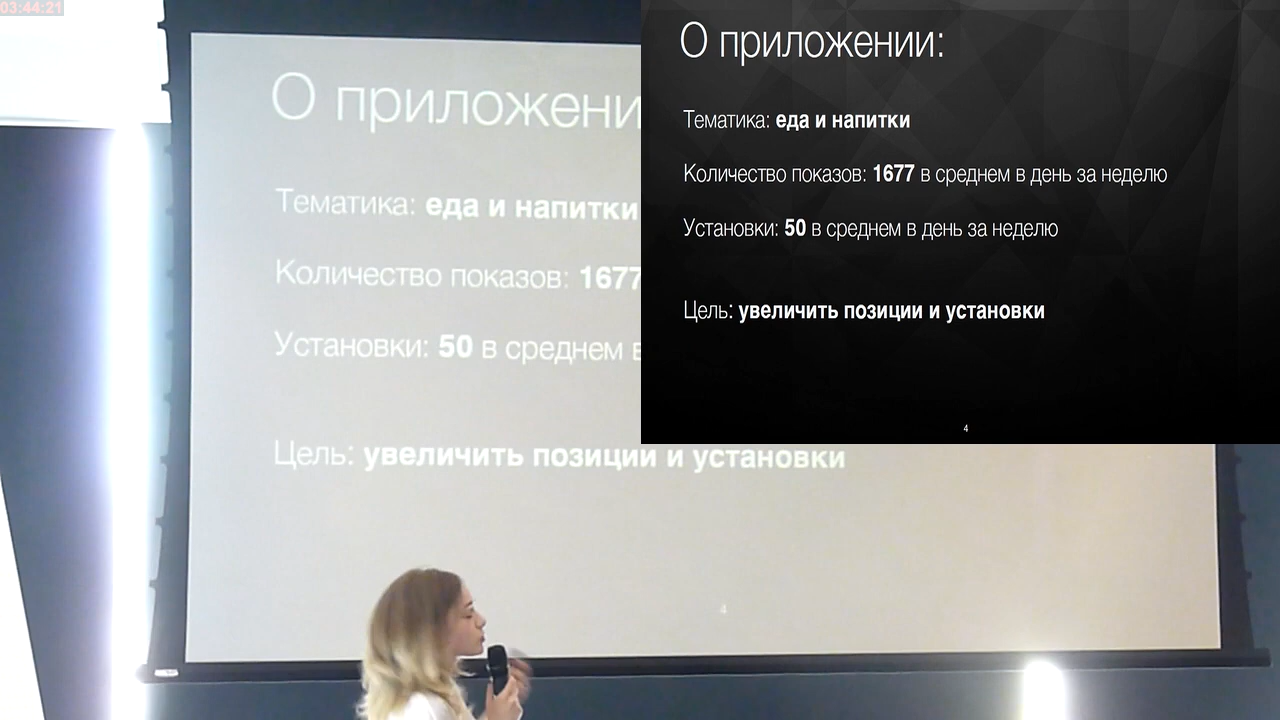 03:44:21
О приложени
Тематика: еда и напитки
Количество показов: 1677
Установки: 50 в среднем в
Цель: увеличить позиции и установки
4
О приложении:
Тематика: еда и напитки
Количество показов: 1677 в среднем в день за неделю
Установки: 50 в среднем в день за неделю
Цель: увеличить позиции и установки
4